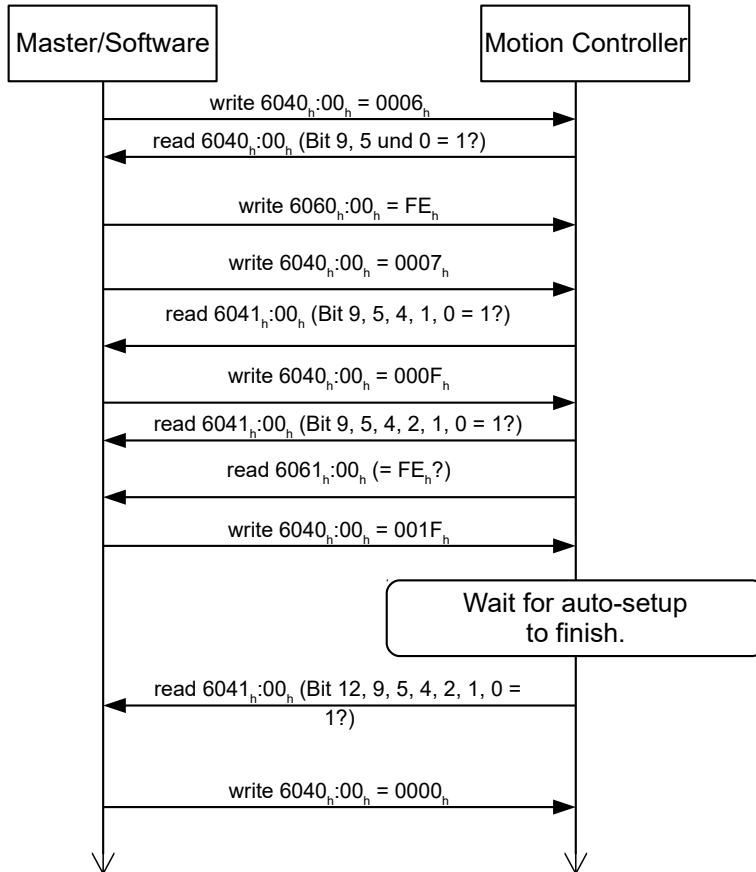 Master/Software
Motion Controller
write 6040h:00h = 0006h
read 6040h:00h (Bit 9, 5 und 0 = 1?)
write 6060h:00h = FEh
write 6040h:00h = 0007h
read 6041h:00h (Bit 9, 5, 4, 1, 0 = 1?)
write 6040h:00h = 000Fh
read 6041h:00h (Bit 9, 5, 4, 2, 1, 0 = 1?)
read 6061h:00h (= FEh?)
write 6040h:00h = 001Fh
Wait for auto-setup
to finish.
read 6041h:00h (Bit 12, 9, 5, 4, 2, 1, 0 =
1?)
write 6040h:00h = 0000h